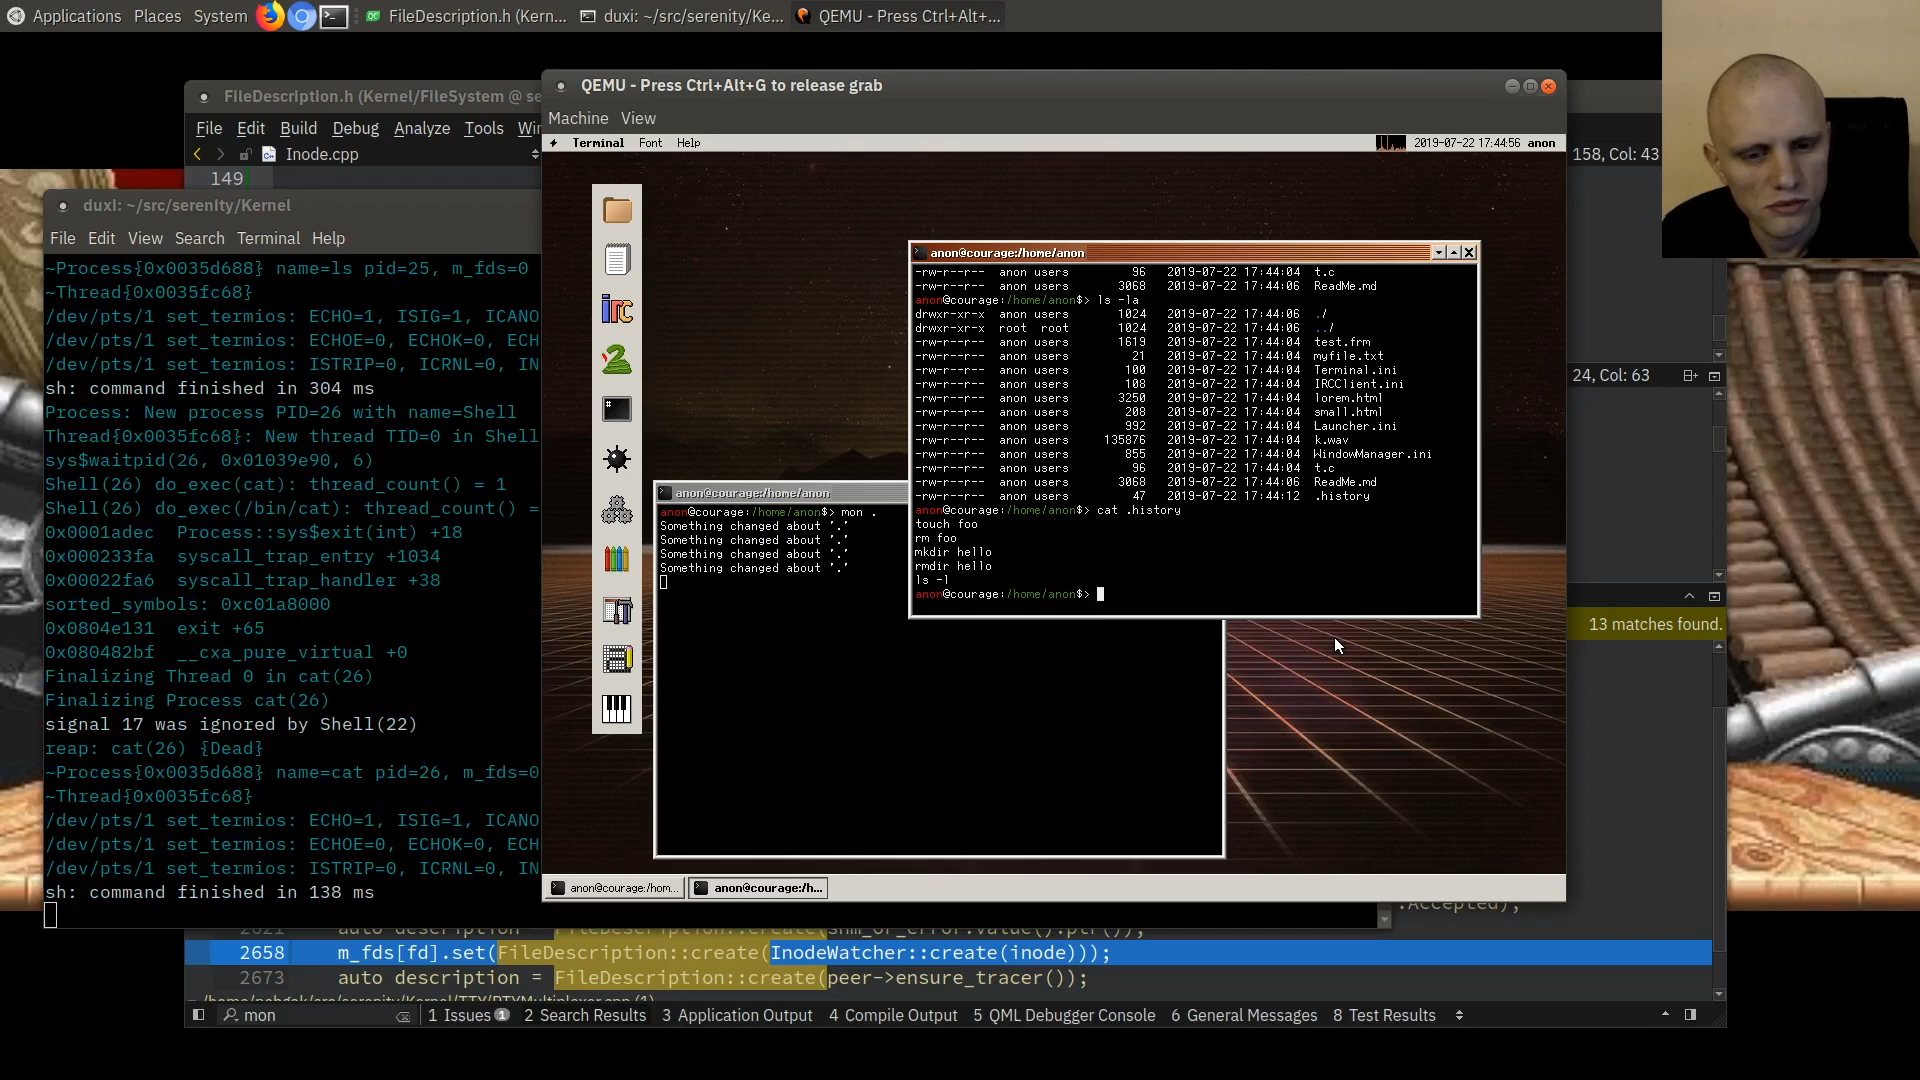 Applications Places System FileDescription.h (Kern... duxi: ~/src/serenity/Ke... QEMU - Press Ctrl+Alt+...
FileDescription.h (Kernel/FileSystem @ se
File Edit Build Debug Analyze Tools Wi
Inode.cpp
149
158, Col: 43
24, Col: 63
13 matches found.
duxi: ~/src/serenity/Kernel
File Edit View Search Terminal Help
~Process{0x0035d688} name=ls pid=25, m_fds=0
~Thread{0x0035fc68}
/dev/pts/1 set_termios: ECHO=1, ISIG=1, ICANO
/dev/pts/1 set_termios: ECHOE=0, ECHOK=0, ECH
/dev/pts/1 set_termios: ISTRIP=0, ICRNL=0, IN
sh: command finished in 304 ms
Process: New process PID=26 with name=Shell
Thread{0x0035fc68}: New thread TID=0 in Shell
sys$waitpid(26, 0x01039e90, 6)
Shell(26) do_exec(cat): thread_count() = 1
Shell(26) do_exec(/bin/cat): thread_count() =
0x0001adec  Process::sys$exit(int) +18
0x000233fa  syscall_trap_entry +1034
0x00022fa6  syscall_trap_handler +38
sorted_symbols: 0xc01a8000
0x0804e131  exit +65
0x080482bf  __cxa_pure_virtual +0
Finalizing Thread 0 in cat(26)
Finalizing Process cat(26)
signal 17 was ignored by Shell(22)
reap: cat(26) {Dead}
~Process{0x0035d688} name=cat pid=26, m_fds=0
~Thread{0x0035fc68}
/dev/pts/1 set_termios: ECHO=1, ISIG=1, ICANO
/dev/pts/1 set_termios: ECHOE=0, ECHOK=0, ECH
/dev/pts/1 set_termios: ISTRIP=0, ICRNL=0, IN
sh: command finished in 138 ms
QEMU - Press Ctrl+Alt+G to release grab
Machine View
Terminal Font Help 2019-07-22 17:44:56 anon
irc
anon@courage:/home/anon
-rw-r--r-- anon users 96 2019-07-22 17:44:04 t.c
-rw-r--r-- anon users 3068 2019-07-22 17:44:06 ReadMe.md
anon@courage:/home/anon$> ls -la
drwxr-xr-x anon users 1024 2019-07-22 17:44:06 ./
drwxr-xr-x root root 1024 2019-07-22 17:44:06 ../
-rw-r--r-- anon users 1619 2019-07-22 17:44:04 test.frm
-rw-r--r-- anon users 21 2019-07-22 17:44:04 myfile.txt
-rw-r--r-- anon users 100 2019-07-22 17:44:04 Terminal.ini
-rw-r--r-- anon users 108 2019-07-22 17:44:04 IRCClient.ini
-rw-r--r-- anon users 3250 2019-07-22 17:44:04 lorem.html
-rw-r--r-- anon users 208 2019-07-22 17:44:04 small.html
-rw-r--r-- anon users 992 2019-07-22 17:44:04 Launcher.ini
-rw-r--r-- anon users 135876 2019-07-22 17:44:04 k.wav
-rw-r--r-- anon users 855 2019-07-22 17:44:04 WindowManager.ini
-rw-r--r-- anon users 96 2019-07-22 17:44:04 t.c
-rw-r--r-- anon users 3068 2019-07-22 17:44:06 ReadMe.md
-rw-r--r-- anon users 47 2019-07-22 17:44:12 .history
anon@courage:/home/anon$> cat .history
touch foo
rm foo
mkdir hello
rmdir hello
ls -l
anon@courage:/home/anon$>
anon@courage:/home/anon
anon@courage:/home/anon$> mon .
Something changed about '.'
Something changed about '.'
Something changed about '.'
Something changed about '.'
anon@courage:/hom... anon@courage:/h...
2658 m_fds[fd].set(FileDescription::create(InodeWatcher::create(inode)));
2673 auto description = FileDescription::create(peer->ensure_tracer());
mon 1 Issues 1 2 Search Results 3 Application Output 4 Compile Output 5 QML Debugger Console 6 General Messages 8 Test Results